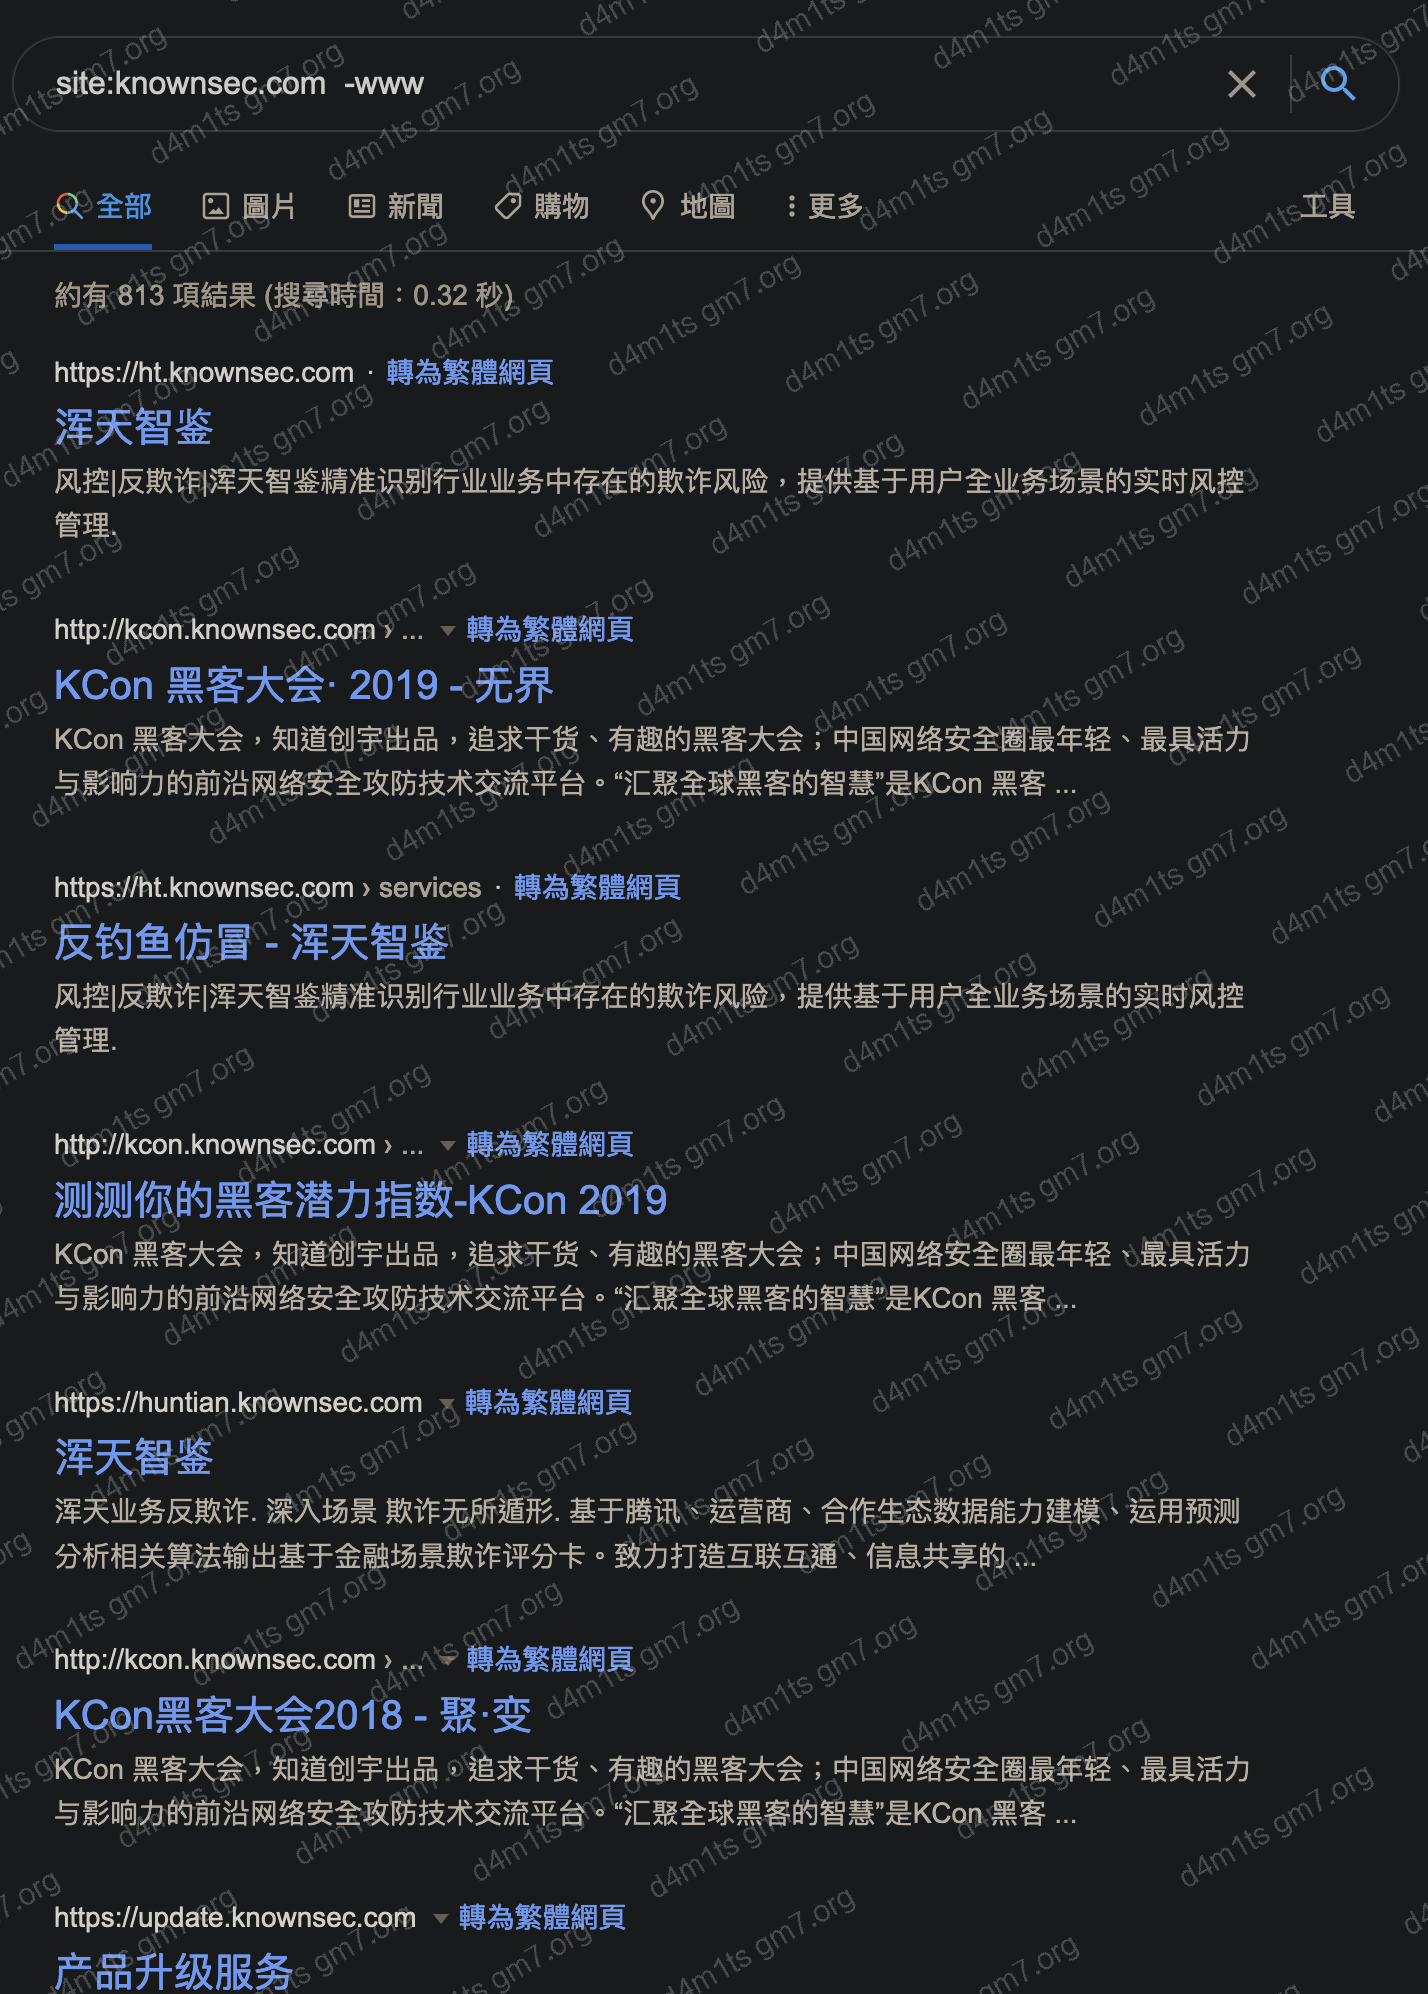 site:knownsec.com -www
全部 圖片 新聞 購物 地圖 更多 工具
約有 813 項結果 (搜尋時間：0.32 秒)
https://ht.knownsec.com · 轉為繁體網頁
浑天智鉴
风控|反欺诈|浑天智鉴精准识别行业业务中存在的欺诈风险，提供基于用户全业务场景的实时风控
管理.
http://kcon.knownsec.com › ... 轉為繁體網頁
KCon 黑客大会· 2019 - 无界
KCon 黑客大会，知道创宇出品，追求干货、有趣的黑客大会；中国网络安全圈最年轻、最具活力
与影响力的前沿网络安全攻防技术交流平台。“汇聚全球黑客的智慧”是KCon 黑客 ...
https://ht.knownsec.com › services · 轉為繁體網頁
反钓鱼仿冒 - 浑天智鉴
风控|反欺诈|浑天智鉴精准识别行业业务中存在的欺诈风险，提供基于用户全业务场景的实时风控
管理.
http://kcon.knownsec.com › ... 轉為繁體網頁
测测你的黑客潜力指数-KCon 2019
KCon 黑客大会，知道创宇出品，追求干货、有趣的黑客大会；中国网络安全圈最年轻、最具活力
与影响力的前沿网络安全攻防技术交流平台。“汇聚全球黑客的智慧”是KCon 黑客 ...
https://huntian.knownsec.com 轉為繁體網頁
浑天智鉴
浑天业务反欺诈. 深入场景 欺诈无所遁形. 基于腾讯、运营商、合作生态数据能力建模、运用预测
分析相关算法输出基于金融场景欺诈评分卡。致力打造互联互通、信息共享的 ...
http://kcon.knownsec.com › ... 轉為繁體網頁
KCon黑客大会2018 - 聚·变
KCon 黑客大会，知道创宇出品，追求干货、有趣的黑客大会；中国网络安全圈最年轻、最具活力
与影响力的前沿网络安全攻防技术交流平台。“汇聚全球黑客的智慧”是KCon 黑客 ...
https://update.knownsec.com 轉為繁體網頁
产品升级服务
d4m1ts gm7.org